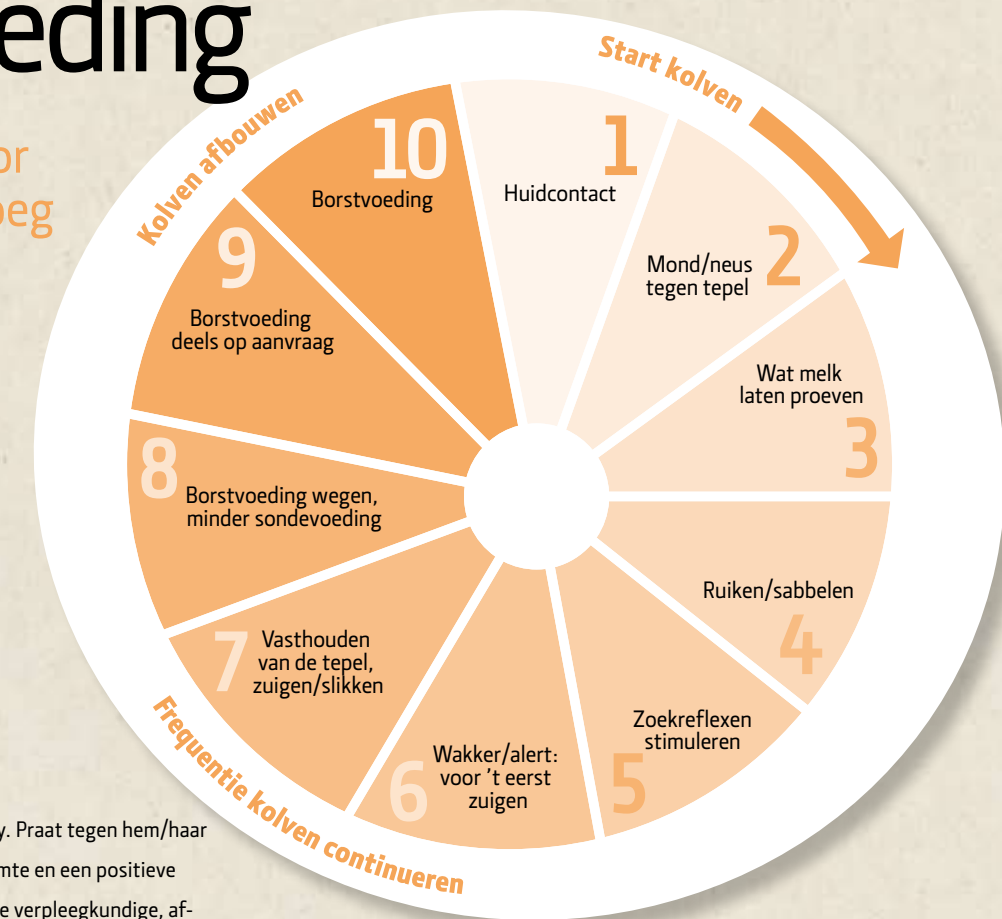 eding
or
oeg
Start kolven
Kolven afbouwen
Frequentie kolven continueren
1
Huidcontact
2
Mond/neus
tegen tepel
Wat melk
laten proeven
3
Ruiken/sabbelen
4
Zoekreflexen
stimuleren
5
Wakker/alert:
voor ’t eerst
zuigen
6
7
Vasthouden
van de tepel,
zuigen/slikken
8
Borstvoeding wegen,
minder sondevoeding
9
Borstvoeding
deels op aanvraag
10
Borstvoeding
y. Praat tegen hem/haar
mte en een positieve
e verpleegkundige, af-